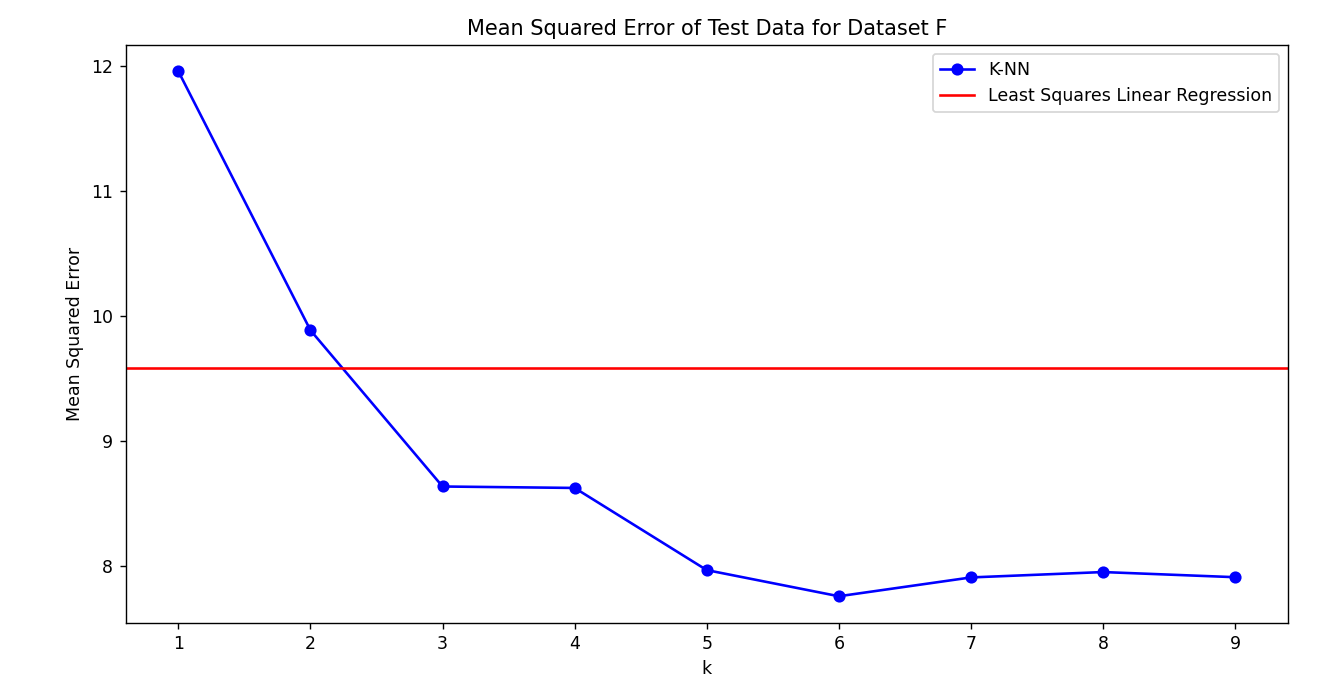 Mean Squared Error of Test Data for Dataset F
K-NN
Least Squares Linear Regression
Mean Squared Error
12
11
10
9
8
1 2 3 4 5 6 7 8 9
k